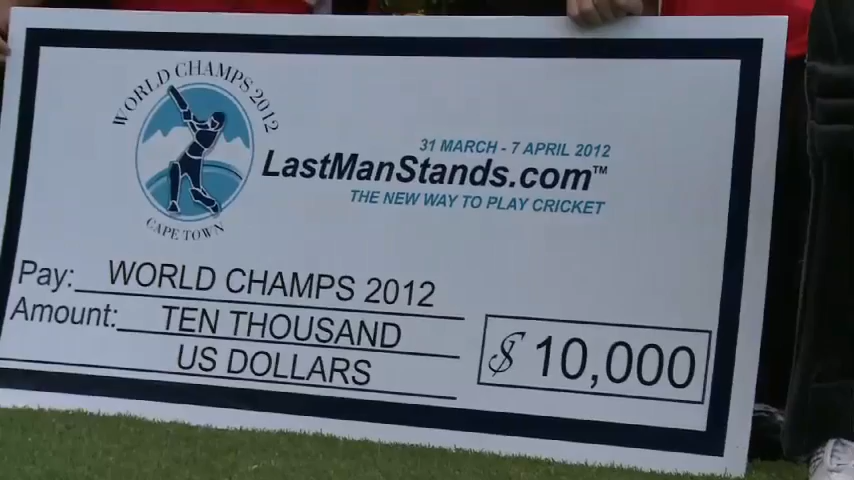 WORLD CHAMPS 2012
CAPE TOWN
31 MARCH - 7 APRIL 2012
LastManStands.com™
THE NEW WAY TO PLAY CRICKET
Pay: WORLD CHAMPS 2012
Amount: TEN THOUSAND
US DOLLARS
$ 10,000